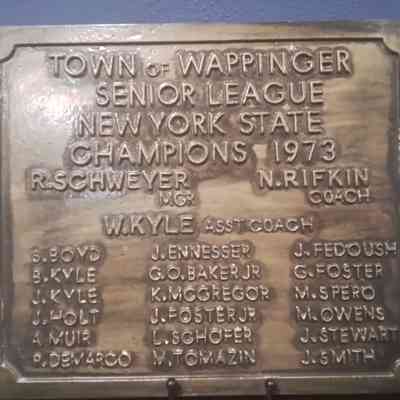 TOWN OF WAPPINGER
SENIOR LEAGUE
NEW YORK STATE
CHAMPIONS 1973
R. SCHWEYER N. RIFKIN
MGR COACH
W. KYLE ASST COACH
S. BOYD J. ENNESSER J. FEDOUSH
B. KYLE G.O. BAKER JR G. FOSTER
J. KYLE K. MCGREGOR M. SPERO
J. HOLT J. FOSTER JR M. OWENS
A. MUIR L. SCHOFER J. STEWART
P. DEMARCO M. TOMAZIN J. SMITH